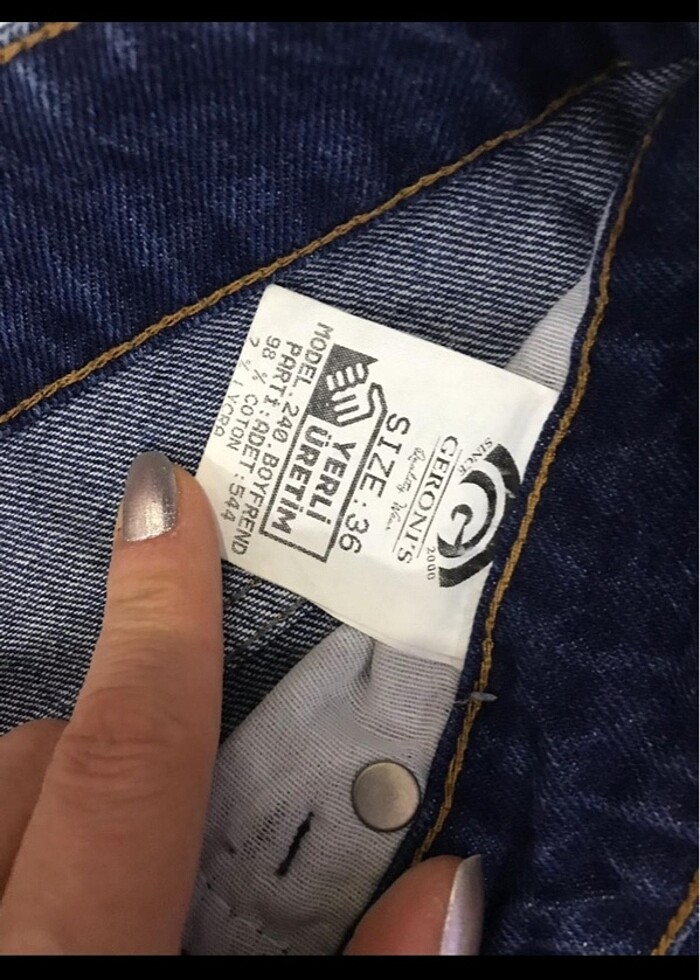 SINCE
2000
GERONI'S
Quality Wear
SIZE:36
YERLİ
ÜRETİM
MODEL: 240 BOYFREND
PARTİ:ADET:544
98 % COTON
2 % LYCRA